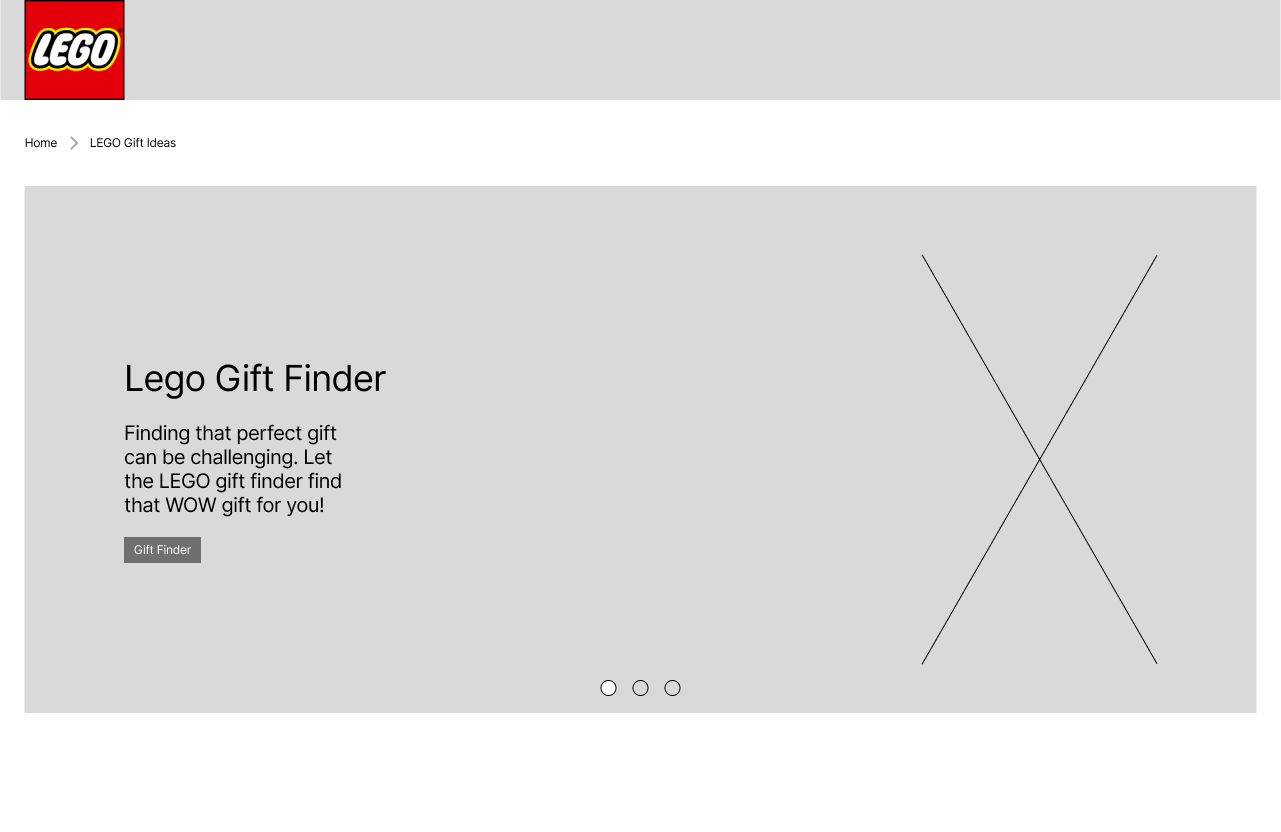 LEGO
Home
LEGO Gift Ideas
Lego Gift Finder
Finding that perfect gift
can be challenging. Let
the LEGO gift finder find
that WOW gift for you!
Gift Finder